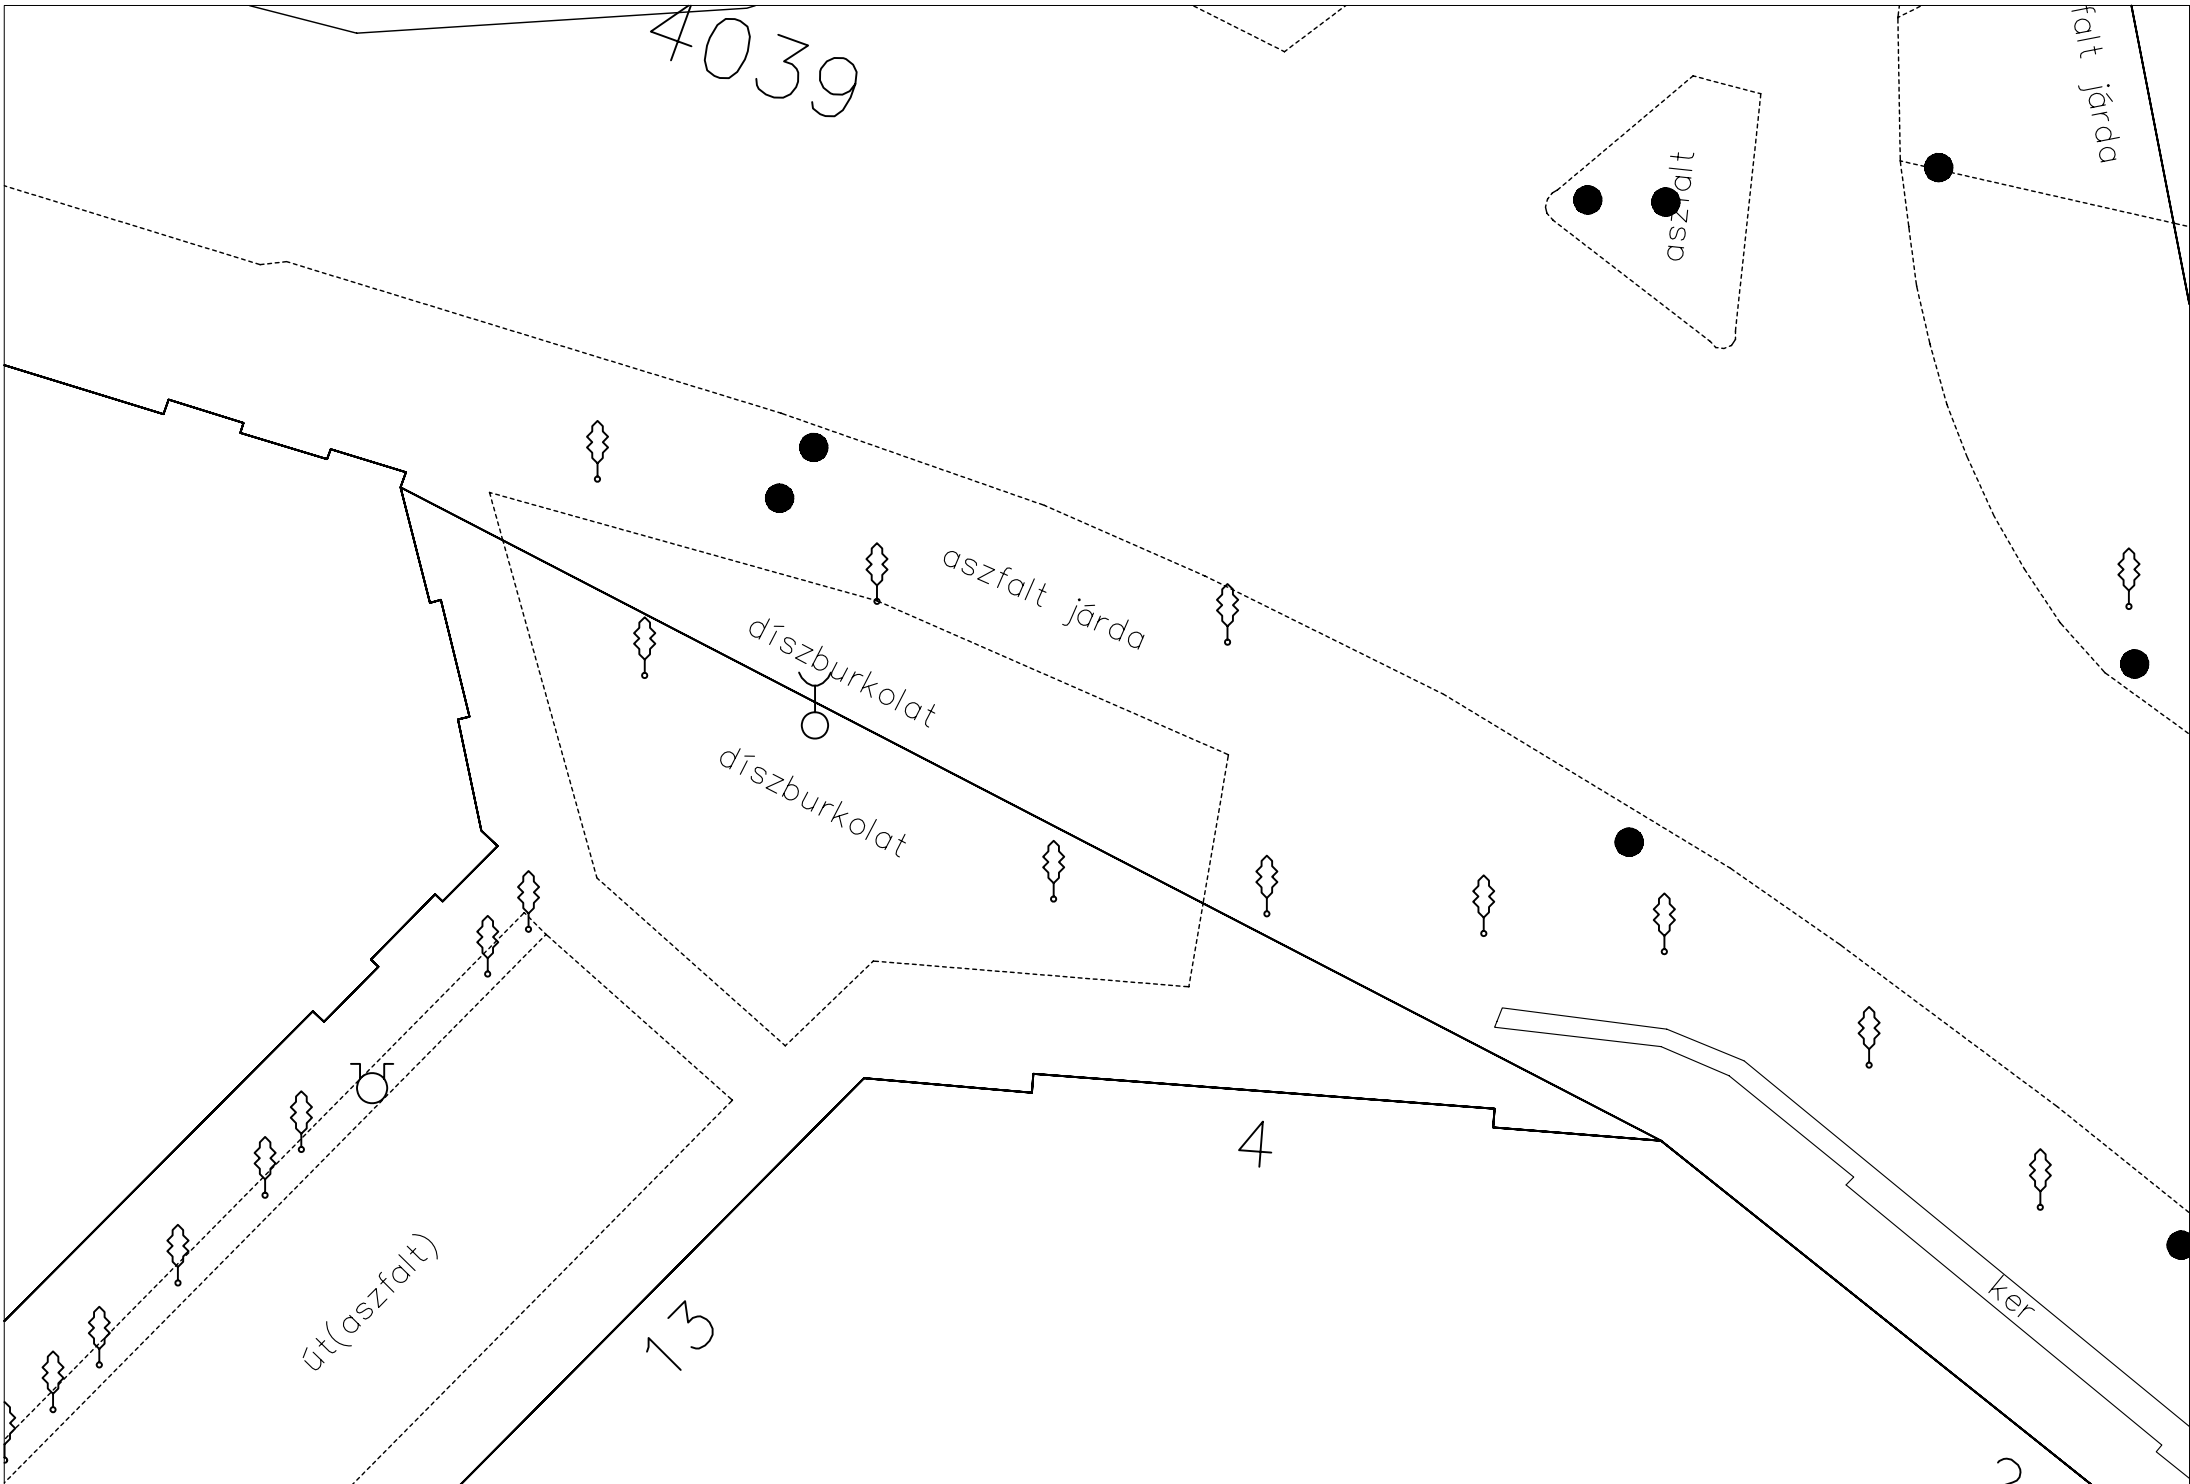 4039
falt járda
aszfalt
aszfalt járda
díszburkolat
díszburkolat
4
13
út(aszfalt)
ker